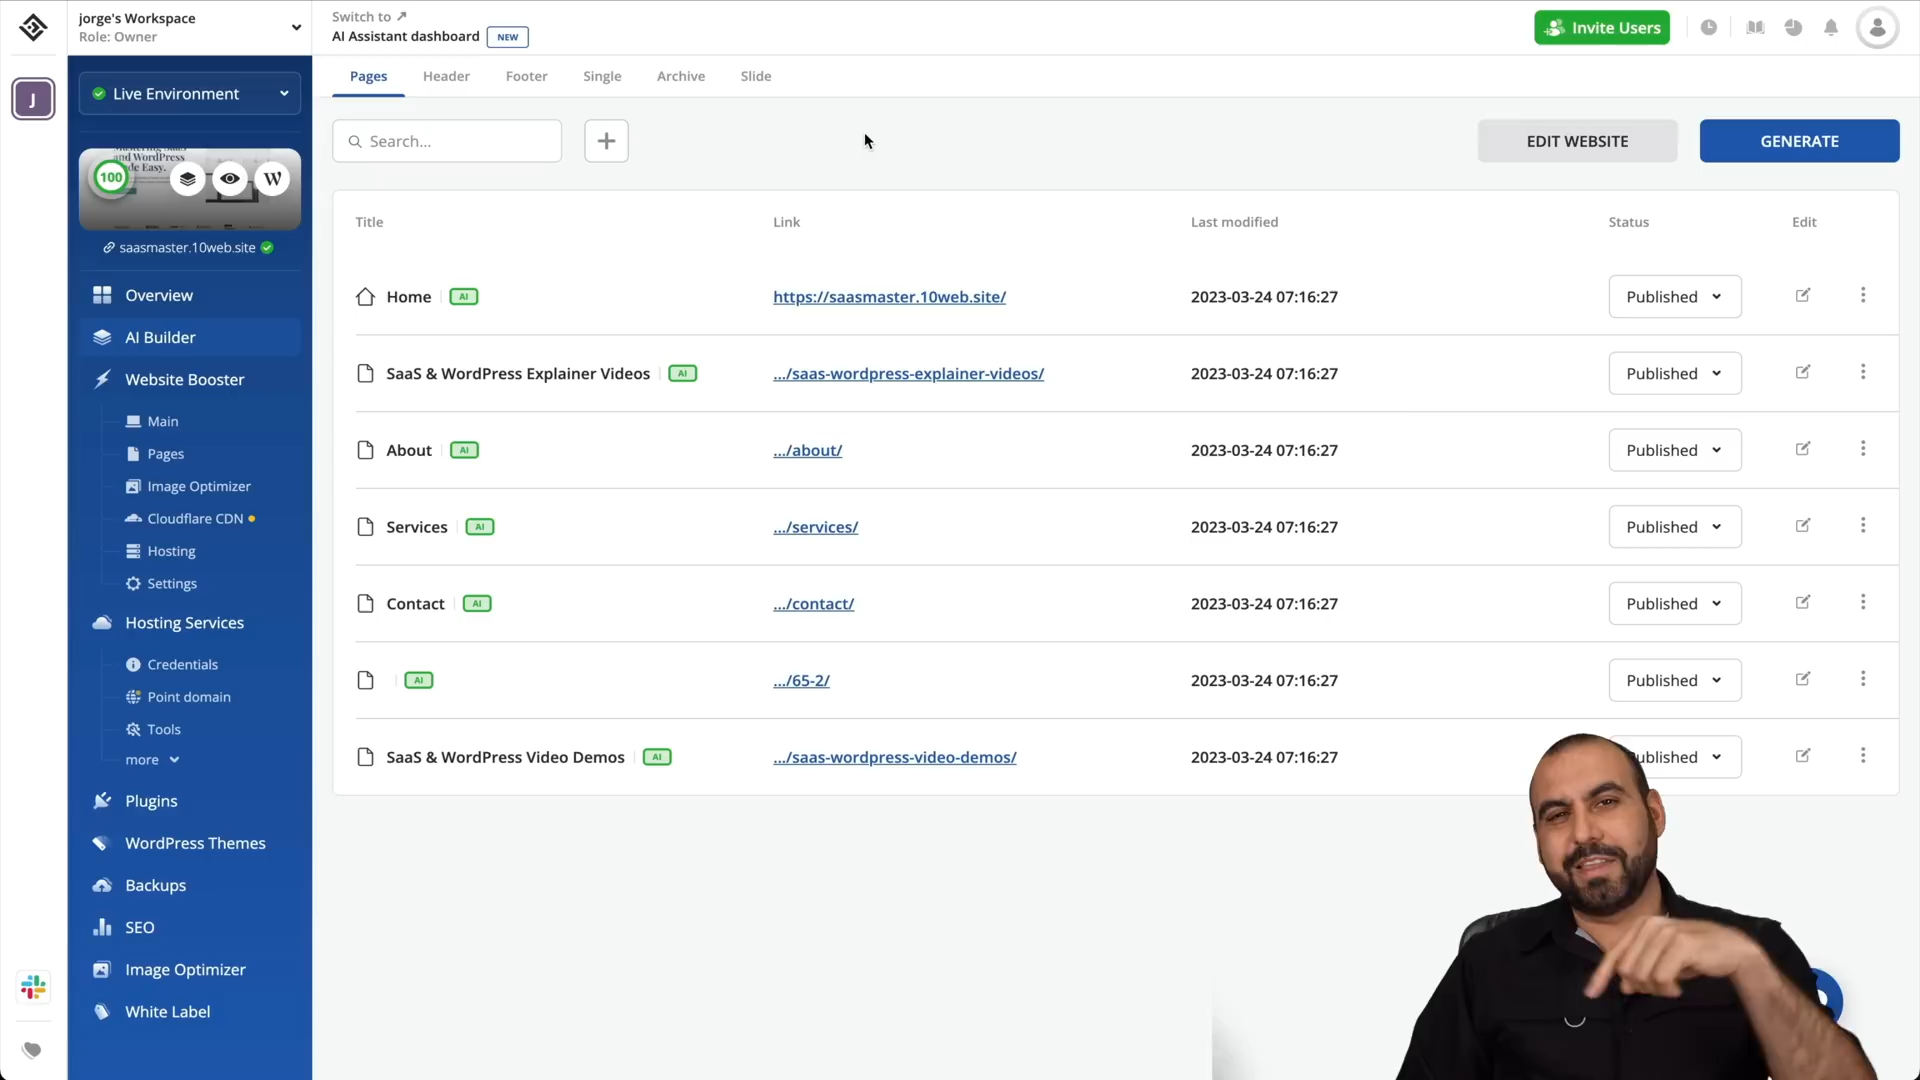 jorge's Workspace
Role: Owner
Switch to
AI Assistant dashboard NEW
Invite Users
J
Live Environment
Pages Header Footer Single Archive Slide
Search...
EDIT WEBSITE
GENERATE
and WordPress
de Easy.
100
W
saasmaster.10web.site
Overview
AI Builder
Website Booster
Main
Pages
Image Optimizer
Cloudflare CDN
Hosting
Settings
Hosting Services
Credentials
Point domain
Tools
more
Plugins
WordPress Themes
Backups
SEO
Image Optimizer
White Label
Title Link Last modified Status Edit
Home AI https://saasmaster.10web.site/ 2023-03-24 07:16:27 Published
SaaS & WordPress Explainer Videos AI .../saas-wordpress-explainer-videos/ 2023-03-24 07:16:27 Published
About AI .../about/ 2023-03-24 07:16:27 Published
Services AI .../services/ 2023-03-24 07:16:27 Published
Contact AI .../contact/ 2023-03-24 07:16:27 Published
AI .../65-2/ 2023-03-24 07:16:27 Published
SaaS & WordPress Video Demos AI .../saas-wordpress-video-demos/ 2023-03-24 07:16:27 ublished